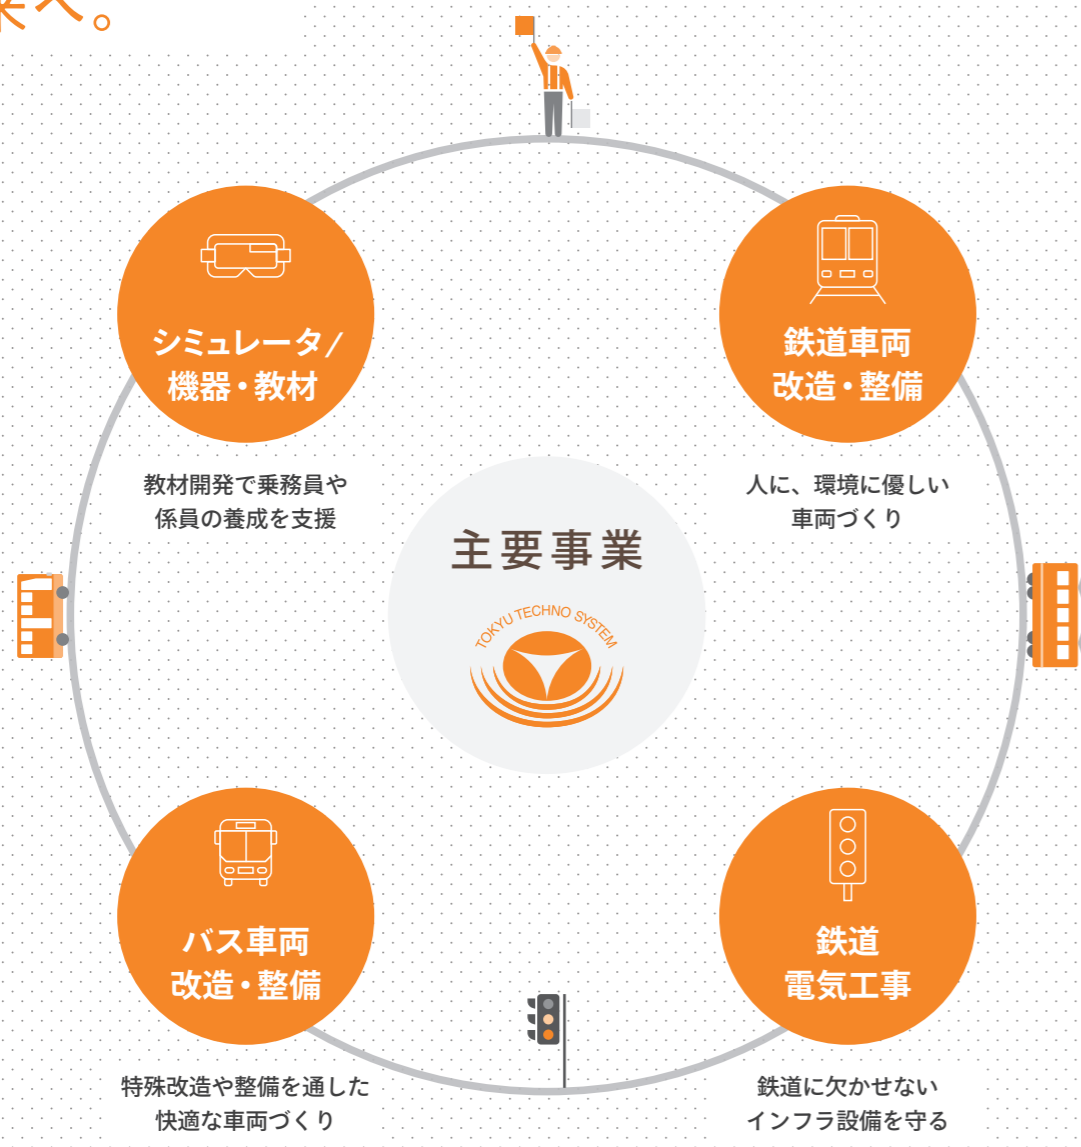 来へ。
シミュレータ/
機器・教材
教材開発で乗務員や
係員の養成を支援
鉄道車両
改造・整備
人に、環境に優しい
車両づくり
主要事業
TOKYU TECHNO SYSTEM
バス車両
改造・整備
特殊改造や整備を通した
快適な車両づくり
鉄道
電気工事
鉄道に欠かせない
インフラ設備を守る